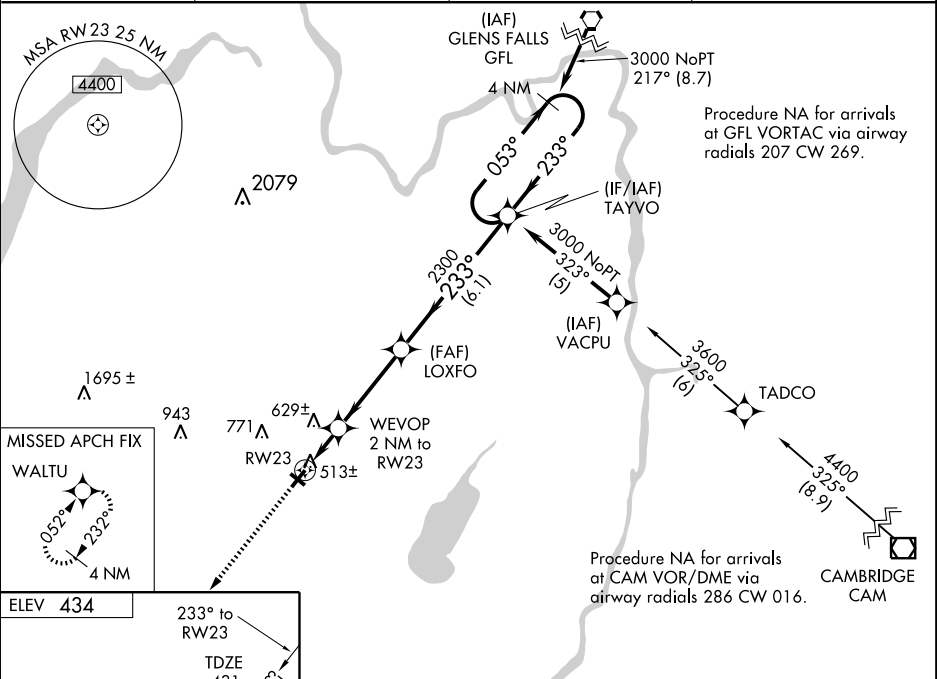 MSA RW23 25 NM
4400
(IAF)
GLENS FALLS
GFL
3000 NoPT
217° (8.7)
4 NM
Procedure NA for arrivals
at GFL VORTAC via airway
radials 207 CW 269.
053°
233°
2079
(IF/IAF)
TAYVO
3000 NoPT
323°
(5)
2300
233°
(6.1)
(IAF)
VACPU
(FAF)
LOXFO
3600
325°
(6)
TADCO
1695 ±
943
771
629±
WEVOP
2 NM to
RW23
RW23
513±
MISSED APCH FIX
WALTU
052°
232°
4 NM
4400
325°
(8.9)
Procedure NA for arrivals
at CAM VOR/DME via
airway radials 286 CW 016.
CAMBRIDGE
CAM
ELEV 434
233° to
RW23
TDZE